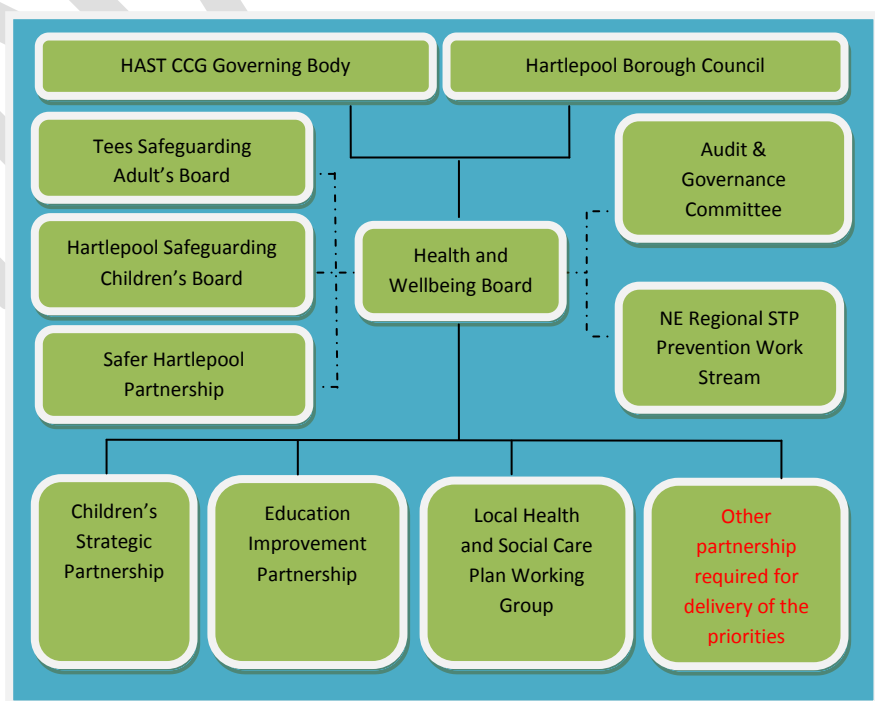 HAST CCG Governing Body
Hartlepool Borough Council
Tees Safeguarding
Adult's Board
Audit &
Governance
Committee
Hartlepool Safeguarding
Children's Board
Health and
Wellbeing Board
NE Regional STP
Prevention Work
Stream
Safer Hartlepool
Partnership
Children's
Strategic
Partnership
Education
Improvement
Partnership
Local Health
and Social Care
Plan Working
Group
Other
partnership
required for
delivery of the
priorities